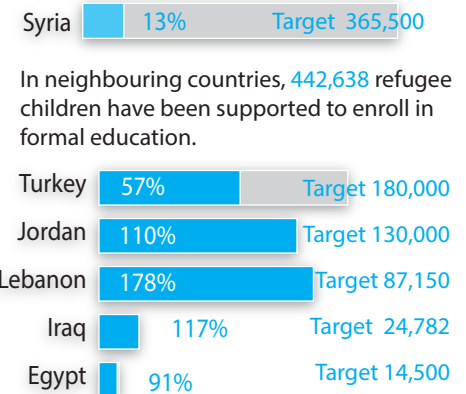 Syria 13% Target 365,500
In neighbouring countries, 442,638 refugee
children have been supported to enroll in
formal education.
Turkey 57% Target 180,000
Jordan 110% Target 130,000
Lebanon 178% Target 87,150
Iraq 117% Target 24,782
Egypt 91% Target 14,500